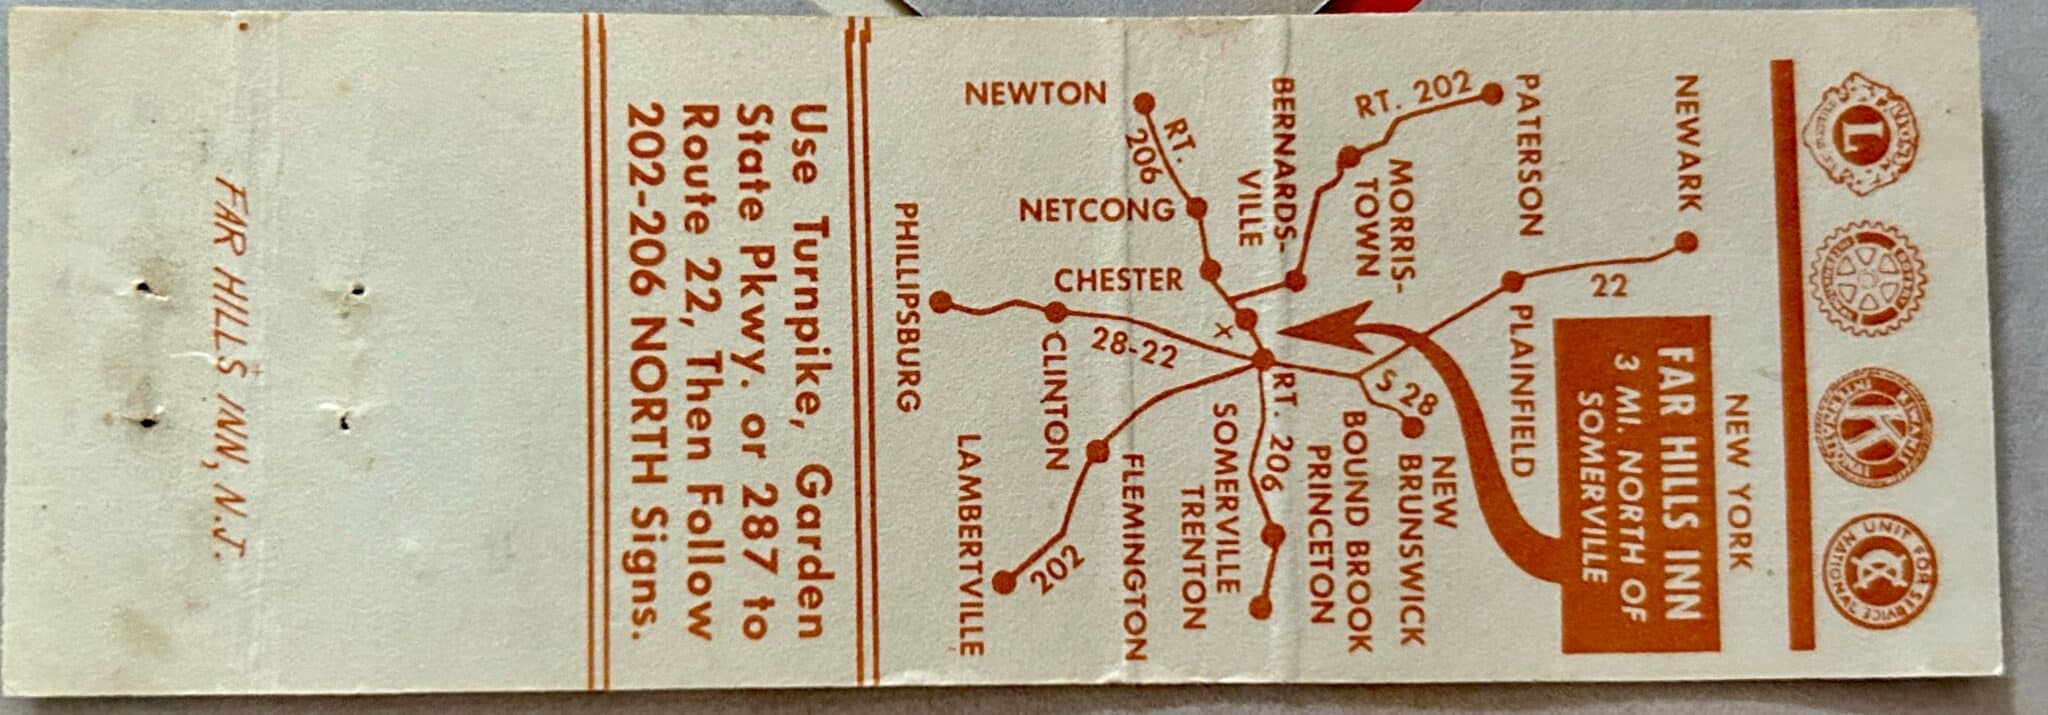 NEW YORK
NEWARK
22
PATERSON
PLAINFIELD
FAR HILLS INN
3 MI. NORTH OF
SOMERVILLE
RT. 202
MORRIS-
TOWN
BERNARDS-
VILLE
NEW
BRUNSWICK
S 28
BOUND BROOK
PRINCETON
RT. 206
SOMERVILLE
TRENTON
NEWTON
RT.
206
NETCONG
CHESTER
X
28-22
CLINTON
PHILLIPSBURG
FLEMINGTON
202
LAMBERTVILLE
Use Turnpike, Garden
State Pkwy. or 287 to
Route 22, Then Follow
202-206 NORTH Signs.
FAR HILLS INN, N.J.
L
K
UNIT FOR SERVICE